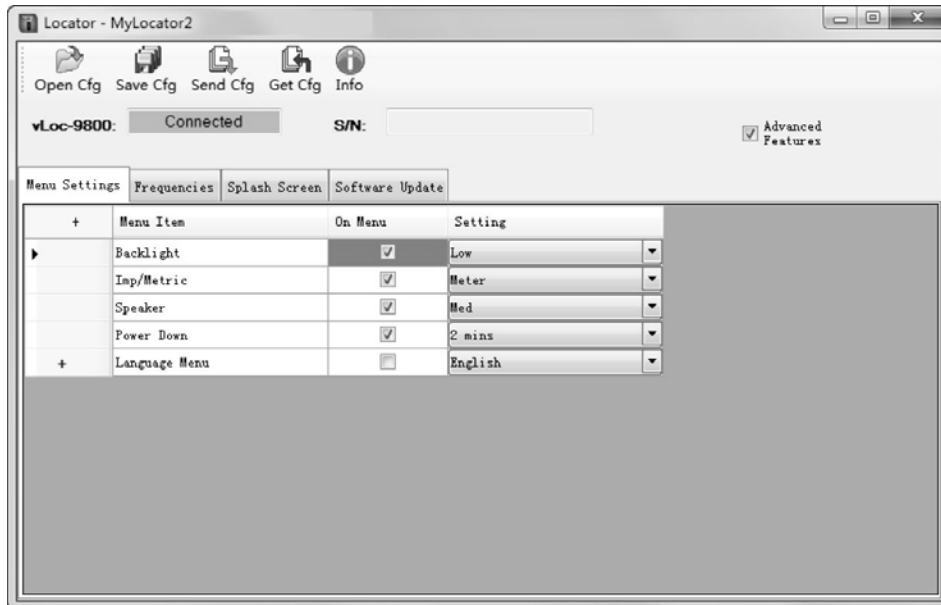 Locator - MyLocator2
Open Cfg Save Cfg Send Cfg Get Cfg Info
vLoc-9800: Connected S/N:
Advanced
Features
Menu Settings Frequencies Splash Screen Software Update
+ Menu Item On Menu Setting
Backlight Low
Imp/Metric Meter
Speaker Med
Power Down 2 mins
+ Language Menu English